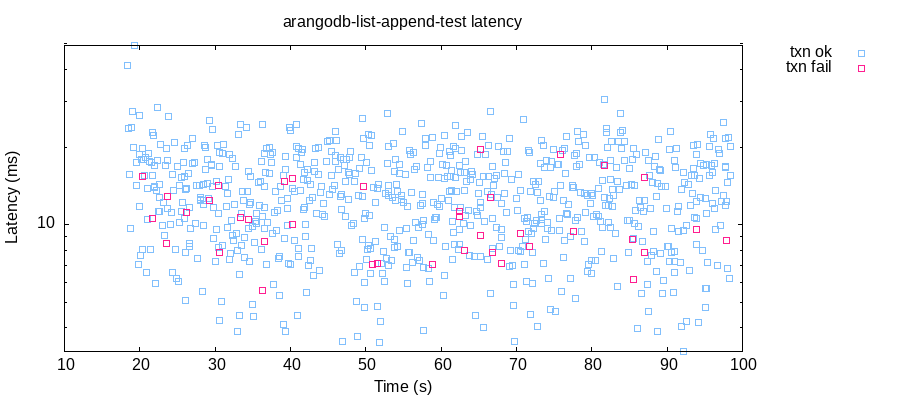 arangodb-list-append-test latency
txn ok
txn fail
Latency (ms)
10
10 20 30 40 50 60 70 80 90 100
Time (s)